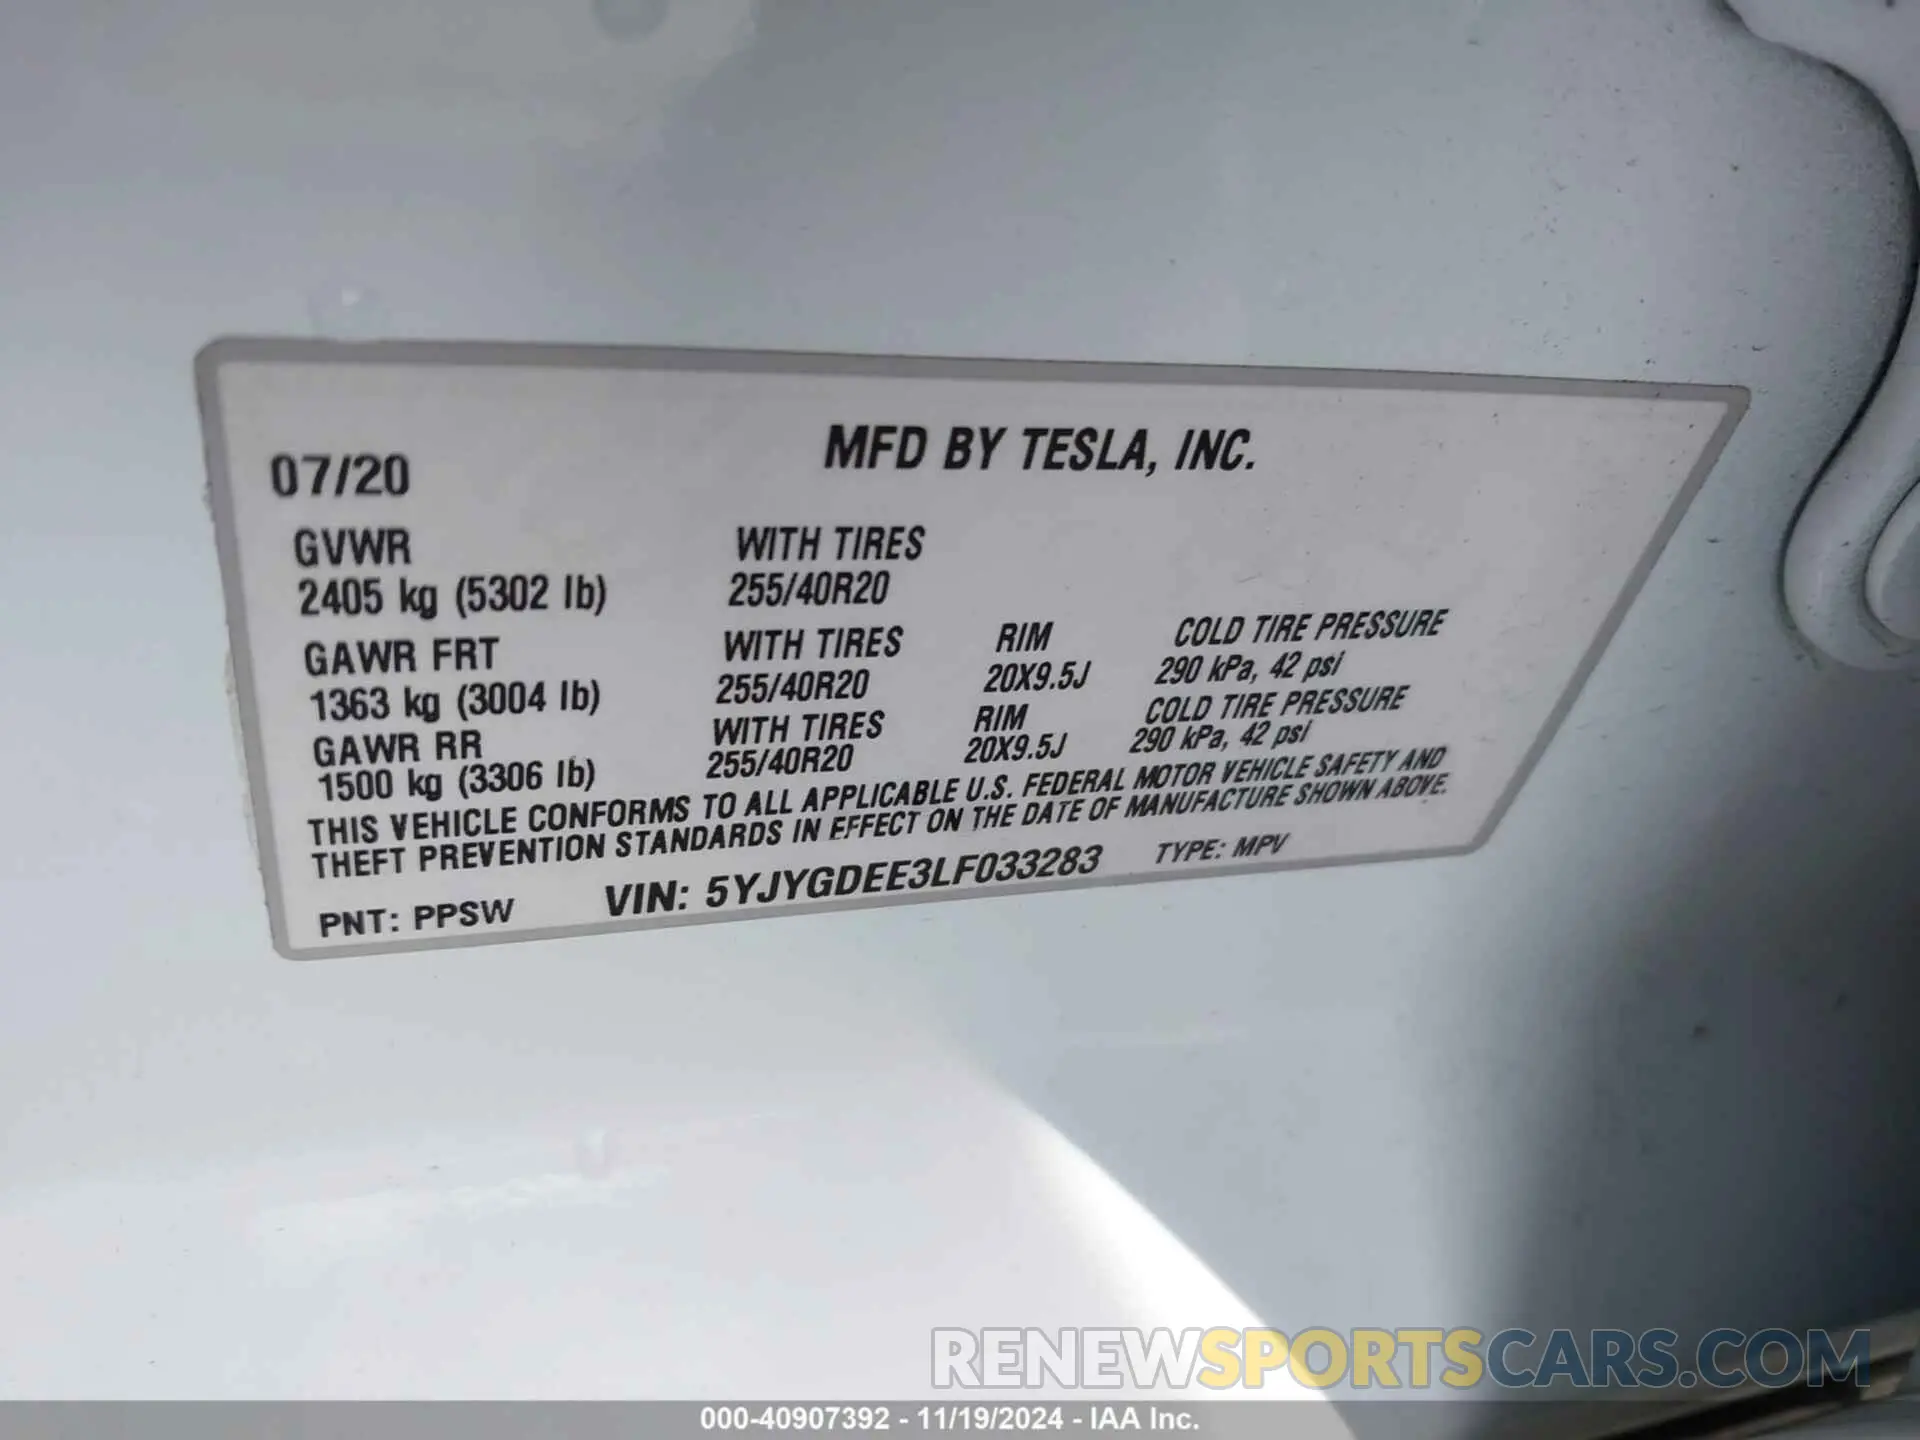 MFD BY TESLA, INC.
07/20
GVWR WITH TIRES
2405 kg (5302 lb) 255/40R20
GAWR FRT WITH TIRES RIM COLD TIRE PRESSURE
1363 kg (3004 lb) 255/40R20 20X9.5J 290 kPa, 42 psi
GAWR RR WITH TIRES RIM COLD TIRE PRESSURE
1500 kg (3306 lb) 255/40R20 20X9.5J 290 kPa, 42 psi
THIS VEHICLE CONFORMS TO ALL APPLICABLE U.S. FEDERAL MOTOR VEHICLE SAFETY AND
THEFT PREVENTION STANDARDS IN EFFECT ON THE DATE OF MANUFACTURE SHOWN ABOVE.
PNT: PPSW VIN: 5YJYGDEE3LF033283 TYPE: MPV
RENEWSPORTSCARS.COM
000-40907392 - 11/19/2024 - IAA Inc.